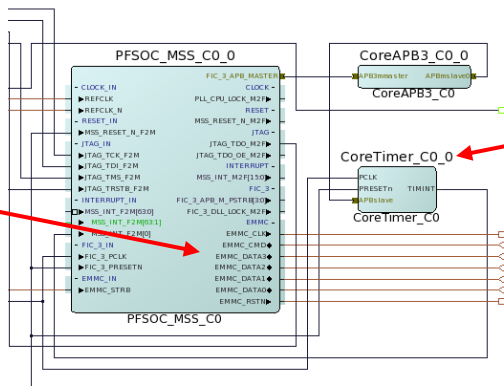 PFSOC_MSS_C0_0
FIC_3_APB_MASTER
CLOCK_IN
CLOCK
REFCLK
PLL_CPU_LOCK_M2F
REFCLK_N
RESET
RESET_IN
MSS_RESET_N_M2F
MSS_RESET_N_F2M
JTAG
JTAG_IN
JTAG_TDO_M2F
JTAG_TCK_F2M
JTAG_TDO_OE_M2F
JTAG_TDI_F2M
INTERRUPT
JTAG_TMS_F2M
MSS_INT_M2F[15:0]
JTAG_TRSTB_F2M
FIC_3
INTERRUPT_IN
FIC_3_APB_M_PSTRB[3:0]
MSS_INT_F2M[63:0]
FIC_3_DLL_LOCK_M2F
MSS_INT_F2M[63:1]
EMMC
MSS_INT_F2M[0]
EMMC_CLK
FIC_3_IN
EMMC_CMD
FIC_3_PCLK
EMMC_DATA3
FIC_3_PRESETN
EMMC_DATA2
EMMC_IN
EMMC_DATA1
EMMC_STRB
EMMC_DATA0
EMMC_RSTN
PFSOC_MSS_C0
CoreAPB3_C0_0
APB3mmaster
APBmslave0
CoreAPB3_C0
CoreTimer_C0_0
PCLK
PRESETn
TIMINT
APBslave
CoreTimer_C0